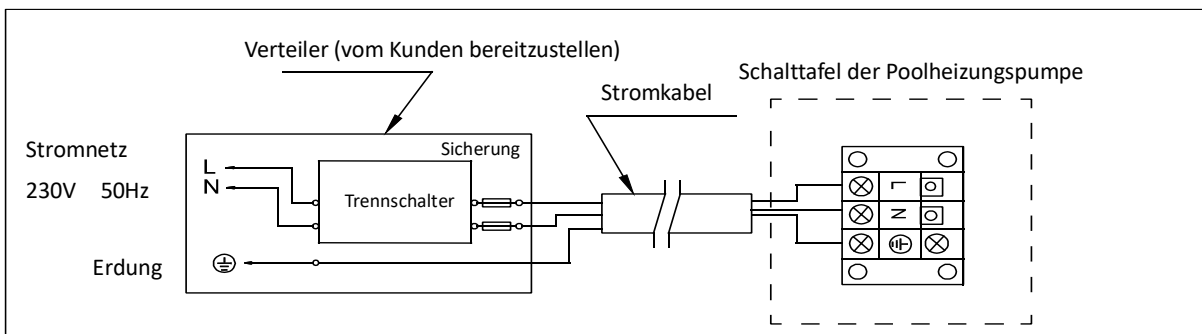 Verteiler (vom Kunden bereitzustellen)
Schalttafel der Poolheizungspumpe
Stromkabel
Stromnetz
230V 50Hz
Sicherung
L
N
Trennschalter
Erdung
L
N